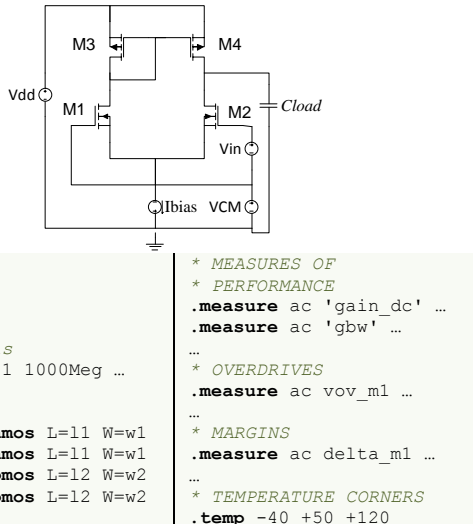 M3
M4
Vdd
M1
M2
Cload
Vin
Ibias
VCM
s
1 1000Meg …
mos L=l1 W=w1
mos L=l1 W=w1
mos L=l2 W=w2
mos L=l2 W=w2
* MEASURES OF
* PERFORMANCE
.measure ac 'gain_dc' …
.measure ac 'gbw' …
…
* OVERDRIVES
.measure ac vov_m1 …
…
* MARGINS
.measure ac delta_m1 …
…
* TEMPERATURE CORNERS
.temp -40 +50 +120